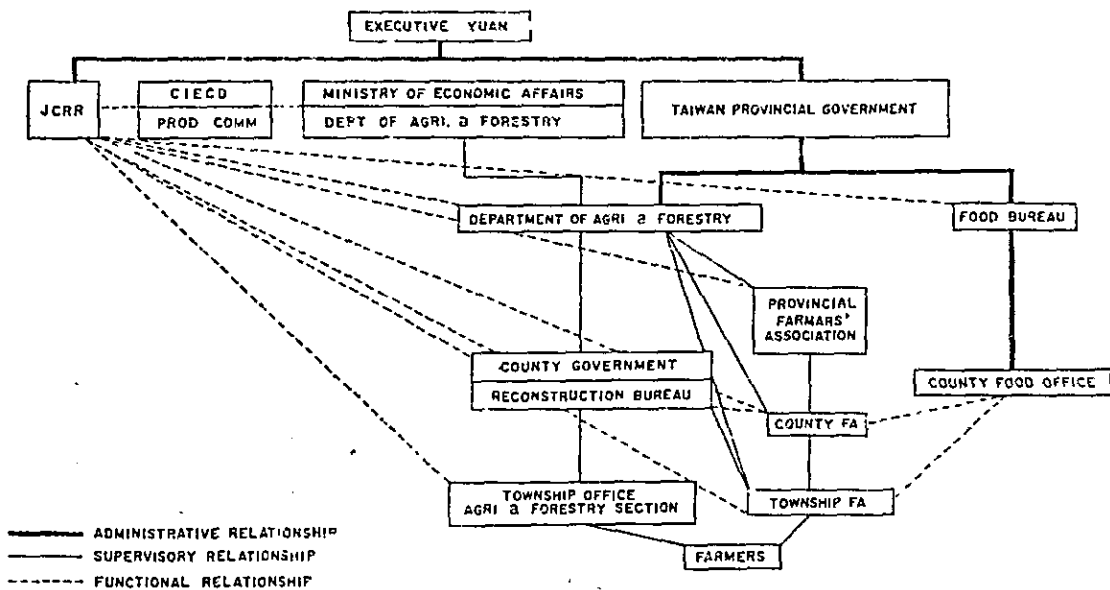 EXECUTIVE YUAN
JCRR
CIECD
PROD COMM
MINISTRY OF ECONOMIC AFFAIRS
DEPT OF AGRI. a FORESTRY
TAIWAN PROVINCIAL GOVERNMENT
DEPARTMENT OF AGRI a FORESTRY
FOOD BUREAU
PROVINCIAL
FARMARS'
ASSOCIATION
COUNTY GOVERNMENT
RECONSTRUCTION BUREAU
COUNTY FOOD OFFICE
COUNTY FA
TOWNSHIP OFFICE
AGRI a FORESTRY SECTION
TOWNSHIP FA
FARMERS
ADMINISTRATIVE RELATIONSHIP
SUPERVISORY RELATIONSHIP
FUNCTIONAL RELATIONSHIP